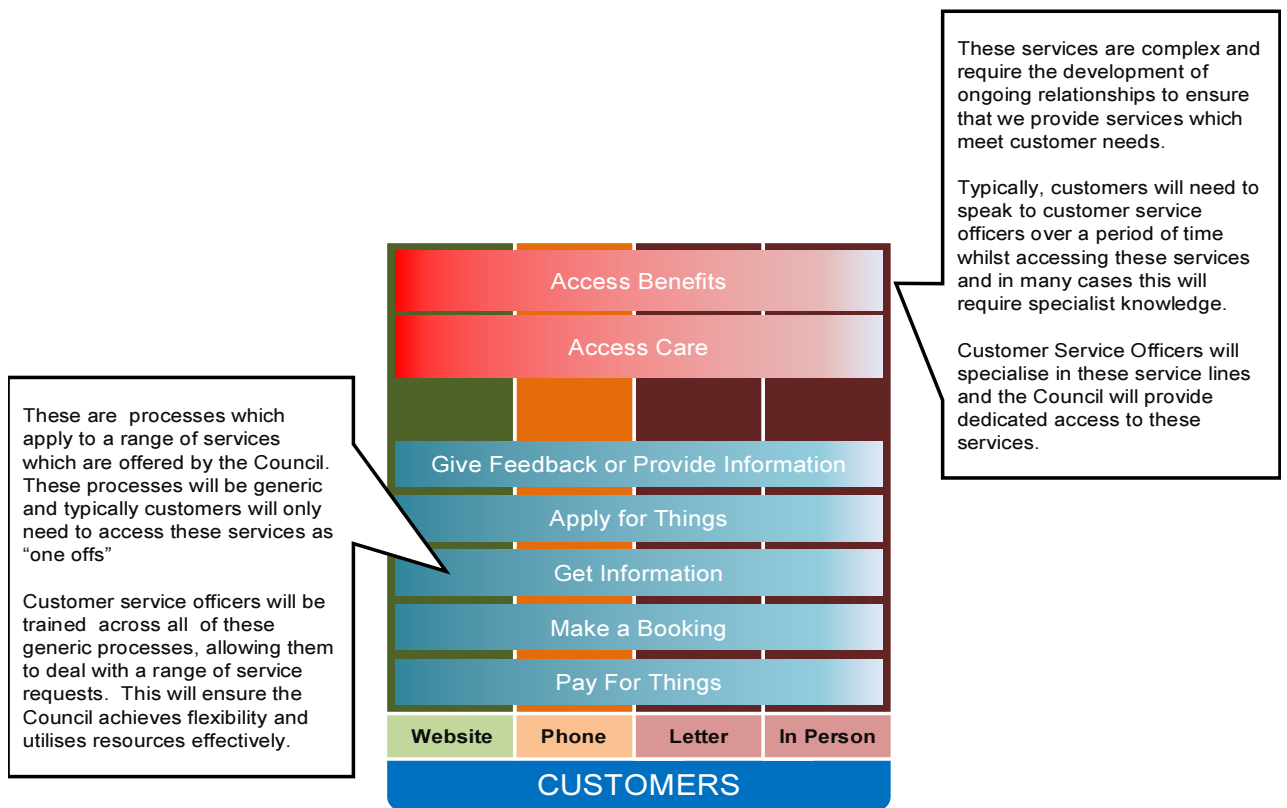 These services are complex and
require the development of
ongoing relationships to ensure
that we provide services which
meet customer needs.
Typically, customers will need to
speak to customer service
officers over a period of time
whilst accessing these services
and in many cases this will
require specialist knowledge.
Customer Service Officers will
specialise in these service lines
and the Council will provide
dedicated access to these
services.
Access Benefits
Access Care
These are processes which
apply to a range of services
which are offered by the Council.
These processes will be generic
and typically customers will only
need to access these services as
“one offs”
Customer service officers will be
trained across all of these
generic processes, allowing them
to deal with a range of service
requests. This will ensure the
Council achieves flexibility and
utilises resources effectively.
Give Feedback or Provide Information
Apply for Things
Get Information
Make a Booking
Pay For Things
Website Phone Letter In Person
CUSTOMERS